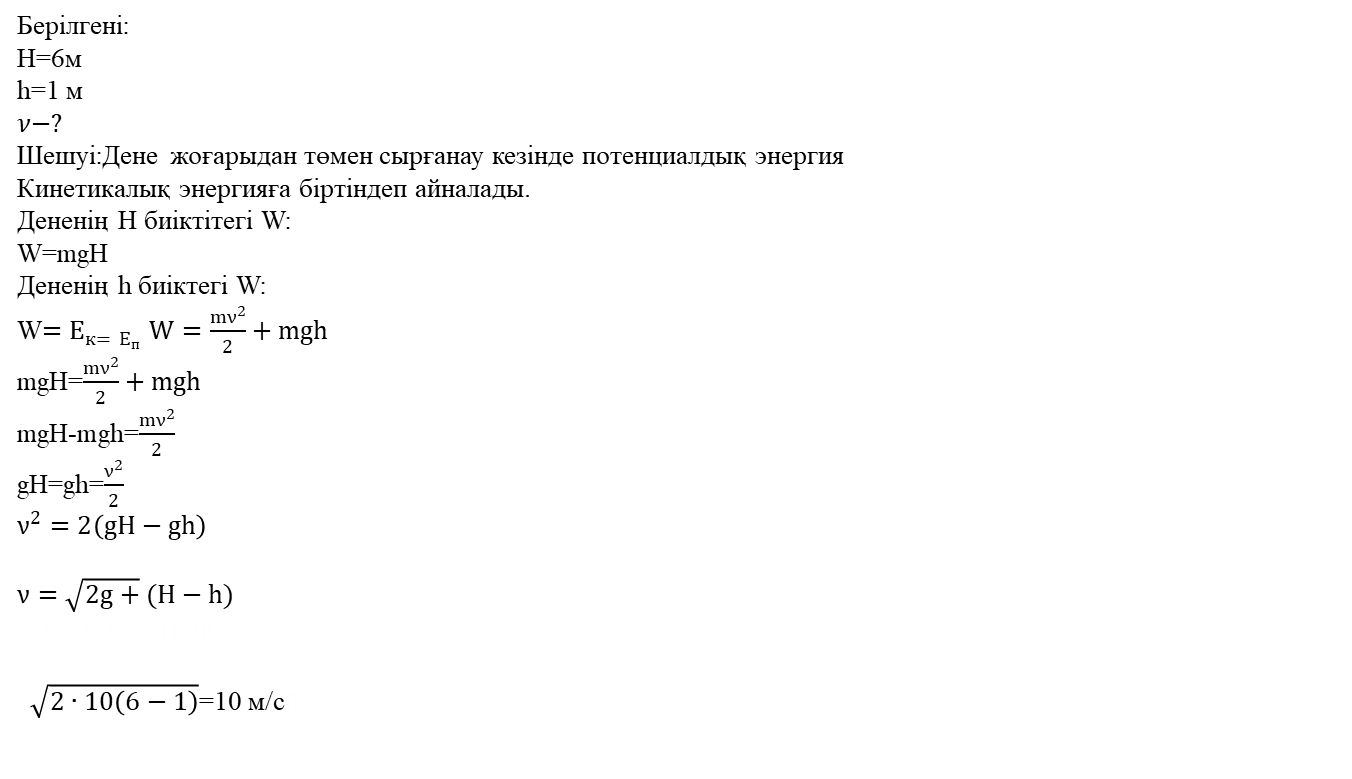 Берілгені:
H=6м
h=1 м
ν−?
Шешуі:Дене  жоғарыдан төмен сырғанау кезінде потенциалдық энергия
Кинетикалық энергияға біртіндеп айналады.
Дененің H биіктітегі W:
W=mgH
Дененің h биіктегі W:
W= Eк= Eп W = mν²/2 + mgh
mgH=mν²/2 + mgh
mgH-mgh=mν²/2
gH=gh=ν²/2
ν² = 2(gH − gh)
ν = √(2g +) (H − h)
√(2 · 10(6 − 1))=10 м/с